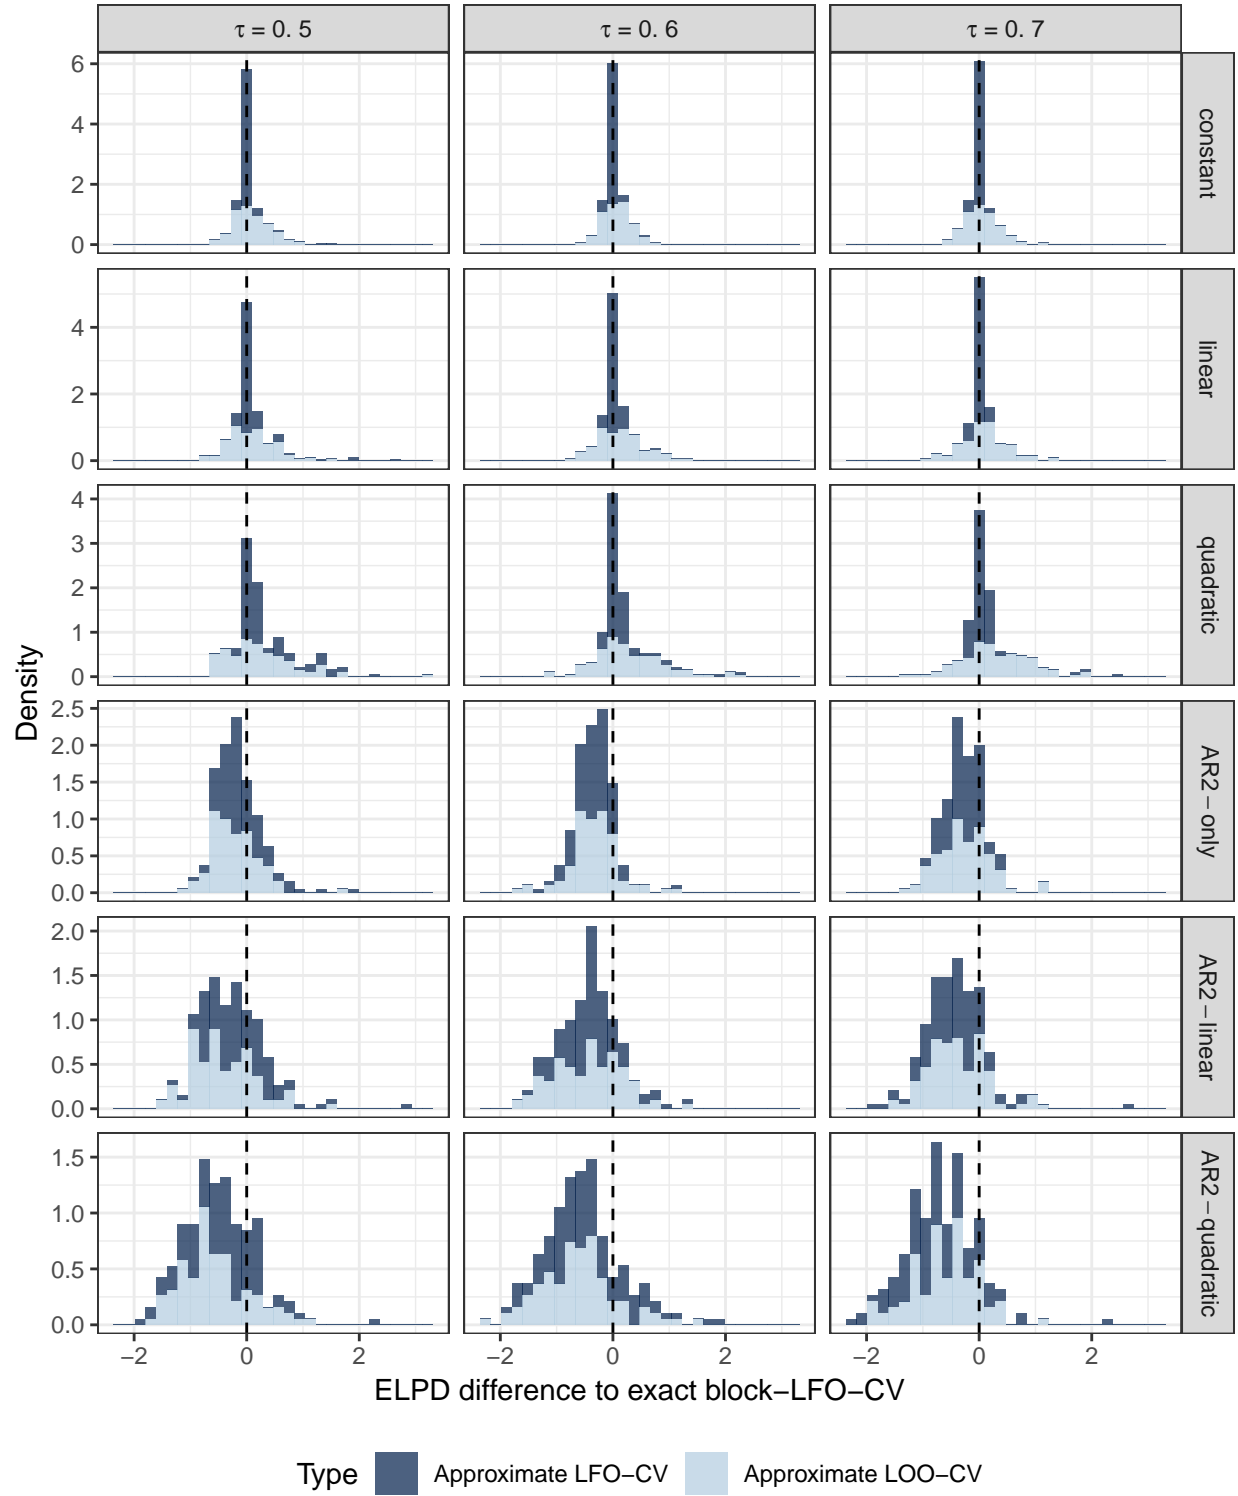 τ = 0. 5 τ = 0. 6 τ = 0. 7
6
4
2
0
constant
4
2
0
linear
4
3
2
1
0
quadratic
2.5
2.0
1.5
1.0
0.5
0.0
AR2−only
2.0
1.5
1.0
0.5
0.0
AR2−linear
1.5
1.0
0.5
0.0
AR2−quadratic
Density
−2 0 2 −2 0 2 −2 0 2
ELPD difference to exact block−LFO−CV
Type Approximate LFO−CV Approximate LOO−CV